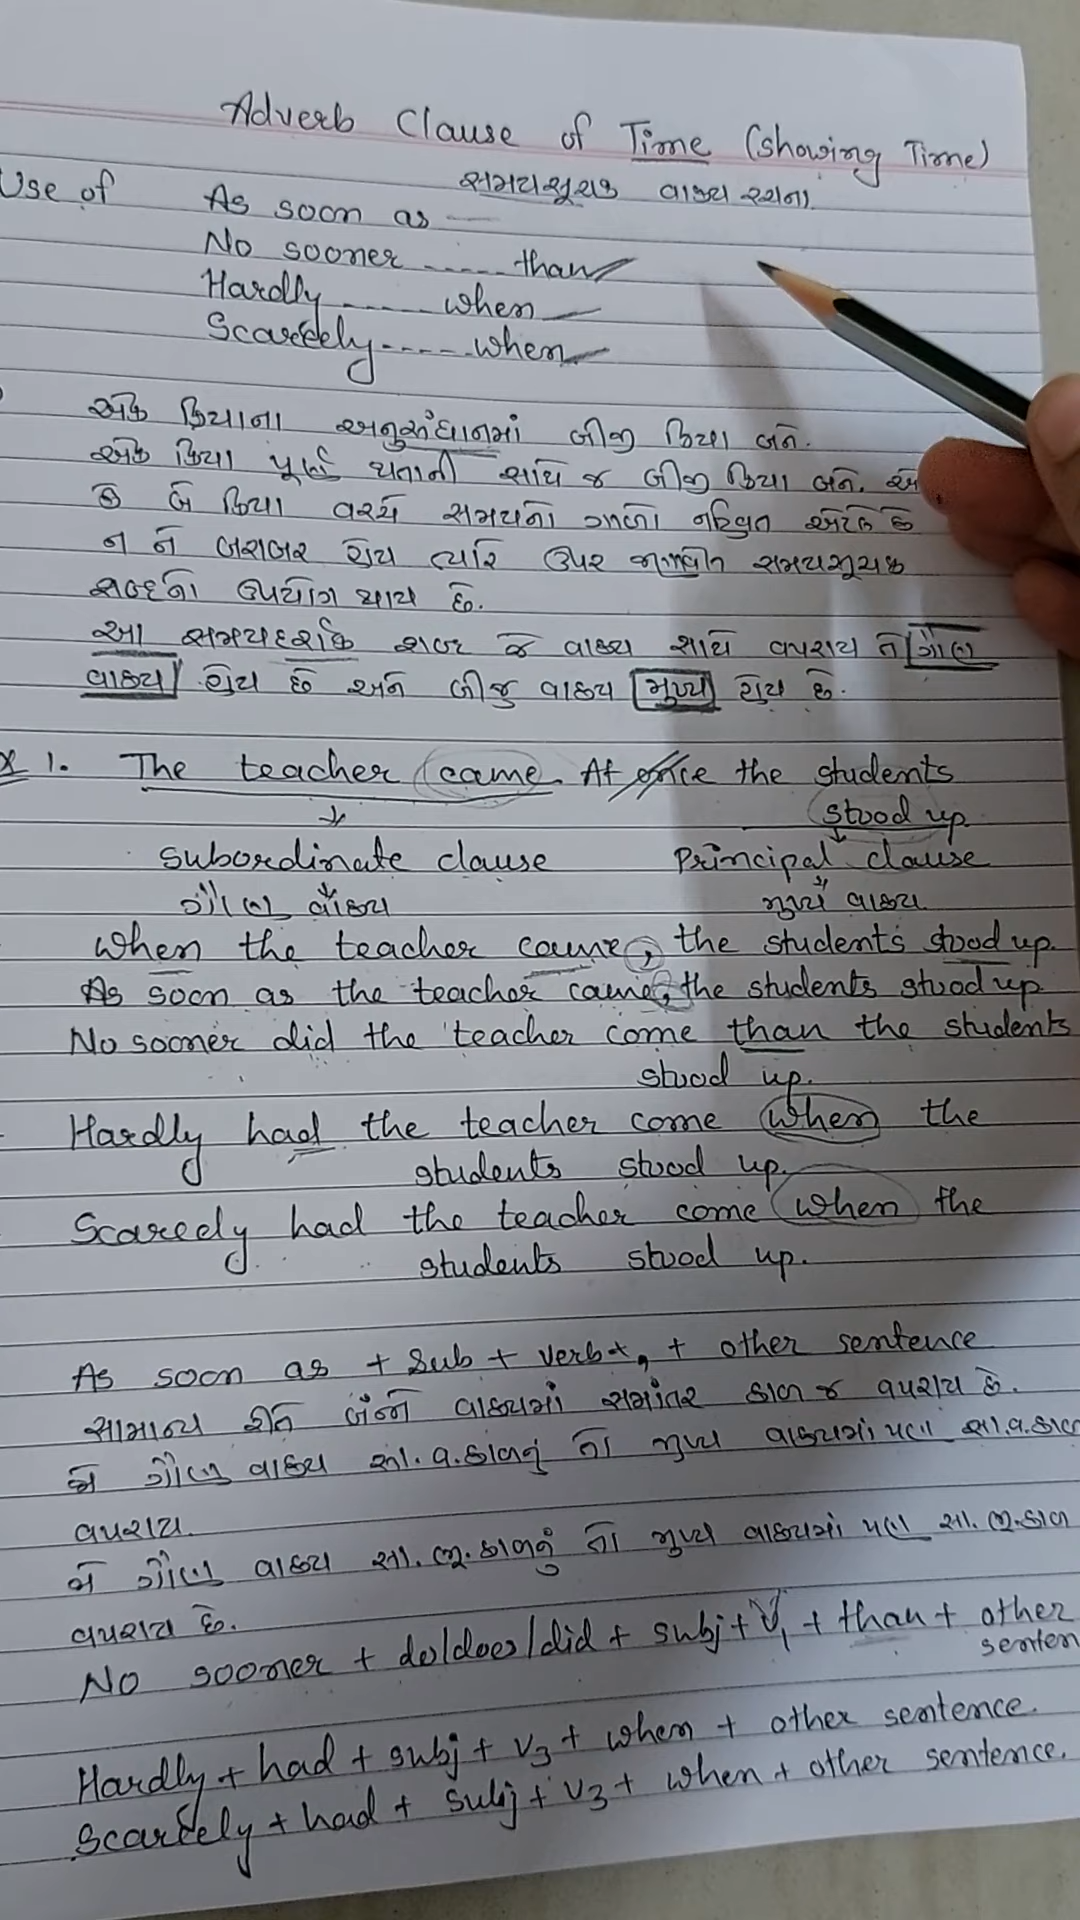 Adverb Clause of Time (showing Time)
સમયસૂચક વાક્ય રચના.
Use of As soon as —
No sooner ..... than
Hardly ..... when
Scarcely ..... when
એક ક્રિયાના અનુસંધાનમાં બીજી ક્રિયા બને.
એક ક્રિયા પૂર્ણ થવાની સાથે જ બીજી ક્રિયા બને.
કે બે ક્રિયા વચ્ચે સમયનો ગાળો નહિવત એટલે કે
ન ને બરાબર હોય ત્યારે ઉપર સમયસૂચક
શબ્દનો ઉપયોગ થાય છે.
આ સમયદર્શક શબ્દ જે વાક્ય સાથે વપરાય તે ગૌણ
વાક્ય હોય છે અને બીજુ વાક્ય મુખ્ય હોય છે.
1. The teacher came. At once the students
stood up.
subordinate clause Principal clause
ગૌણ વાક્ય મુખ્ય વાક્ય
When the teacher came, the students stood up.
As soon as the teacher came, the students stood up.
No sooner did the teacher come than the students
stood up.
Hardly had the teacher come when the
students stood up.
Scarcely had the teacher come when the
students stood up.
As soon as + Sub + verb + other sentence
સામાન્ય રીતે બંને વાક્યમાં સમાંતર કાળ જ વપરાય છે.
જો ગૌણ વાક્ય સા. વ. કાળનું તો મુખ્ય વાક્યમાં પણ સા. વ. કાળ
વપરાય.
જો ગૌણ વાક્ય સા. ભૂ. કાળનું તો મુખ્ય વાક્યમાં પણ સા. ભૂ. કાળ
વપરાય છે.
No sooner + do/does/did + subj + V1 + than + other
senten
Hardly + had + subj + V3 + when + other sentence.
Scarcely + had + subj + V3 + when + other sentence.